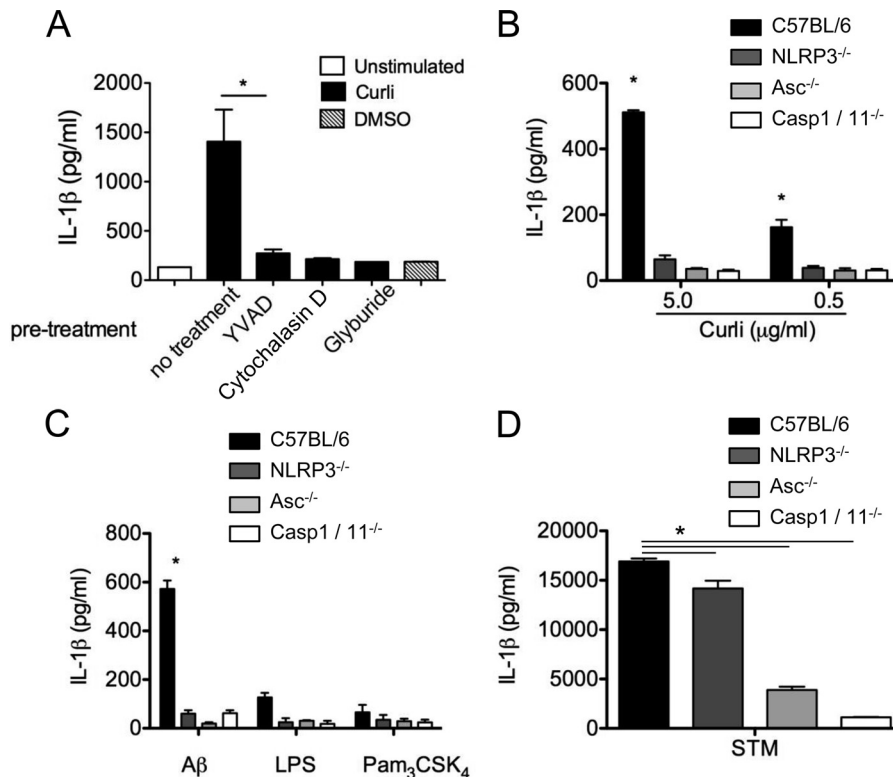 A
Unstimulated
Curli
DMSO
*
2000
1500
1000
500
0
IL-1β (pg/ml)
pre-treatment
no treatment
YVAD
Cytochalasin D
Glyburide
B
C57BL/6
NLRP3-/-
Asc-/-
Casp1 / 11-/-
600
400
200
0
IL-1β (pg/ml)
*
*
5.0 0.5
Curli (μg/ml)
C
C57BL/6
NLRP3-/-
Asc-/-
Casp1 / 11-/-
800
600
400
200
0
IL-1β (pg/ml)
*
Aβ LPS Pam3CSK4
D
C57BL/6
NLRP3-/-
Asc-/-
Casp1 / 11-/-
20000
15000
10000
5000
0
IL-1β (pg/ml)
*
STM